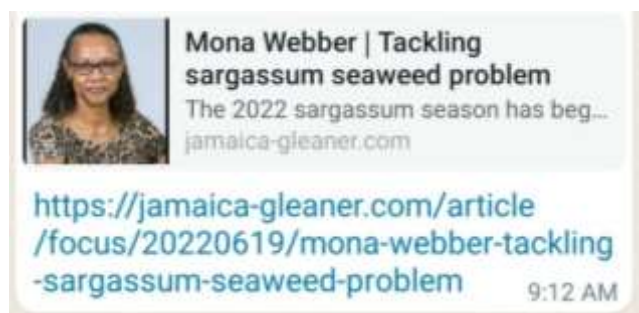 Mona Webber | Tackling
sargassum seaweed problem
The 2022 sargassum season has beg...
jamaica-gleaner.com
https://jamaica-gleaner.com/article
/focus/20220619/mona-webber-tackling
-sargassum-seaweed-problem
9:12 AM